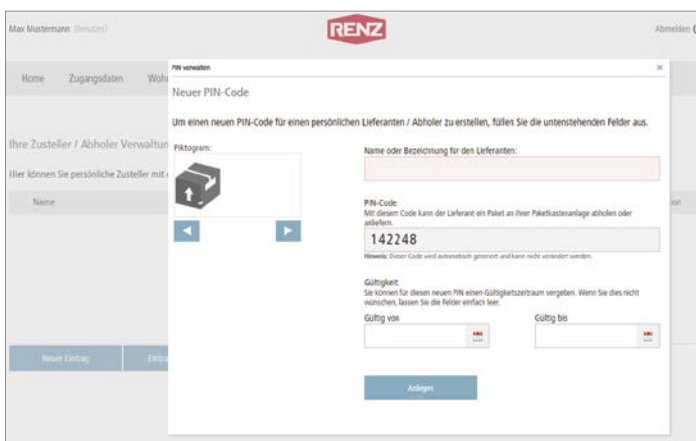 Max Mustermann (Benutzer)
RENZ
Abmelden
Home Zugangsdaten Wohn
PIN verwalten
Neuer PIN-Code
Um einen neuen PIN-Code für einen persönlichen Lieferanten / Abholer zu erstellen, füllen Sie die untenstehenden Felder aus.
Ihre Zusteller / Abholer Verwaltun
Hier können Sie persönliche Zusteller mit
Name
Piktogram:
Name oder Bezeichnung für den Lieferanten:
PIN-Code
Mit diesem Code kann der Lieferant ein Paket an ihrer Paketkastenanlage abholen oder
anliefern.
142248
Hinweis: Dieser Code wird automatisch generiert und kann nicht verändert werden.
Gültigkeit
Sie können für diesen neuen PIN einen Gültigkeitszeitraum vergeben. Wenn Sie dies nicht
wünschen, lassen Sie die Felder einfach leer.
Gültig von Gültig bis
Neuer Eintrag Eintra
Anlegen